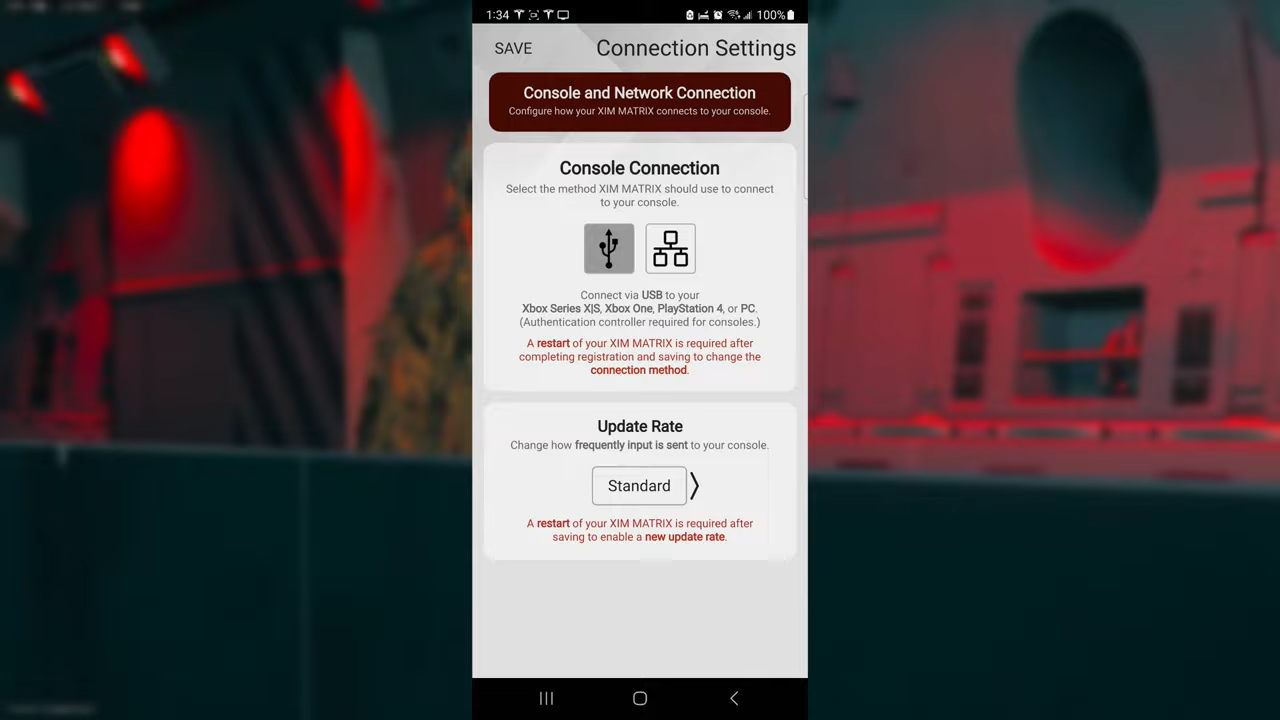 1:34
100%
SAVE
Connection Settings
Console and Network Connection
Configure how your XIM MATRIX connects to your console.
Console Connection
Select the method XIM MATRIX should use to connect
to your console.
Connect via USB to your
Xbox Series X|S, Xbox One, PlayStation 4, or PC.
(Authentication controller required for consoles.)
A restart of your XIM MATRIX is required after
completing registration and saving to change the
connection method.
Update Rate
Change how frequently input is sent to your console.
Standard
A restart of your XIM MATRIX is required after
saving to enable a new update rate.